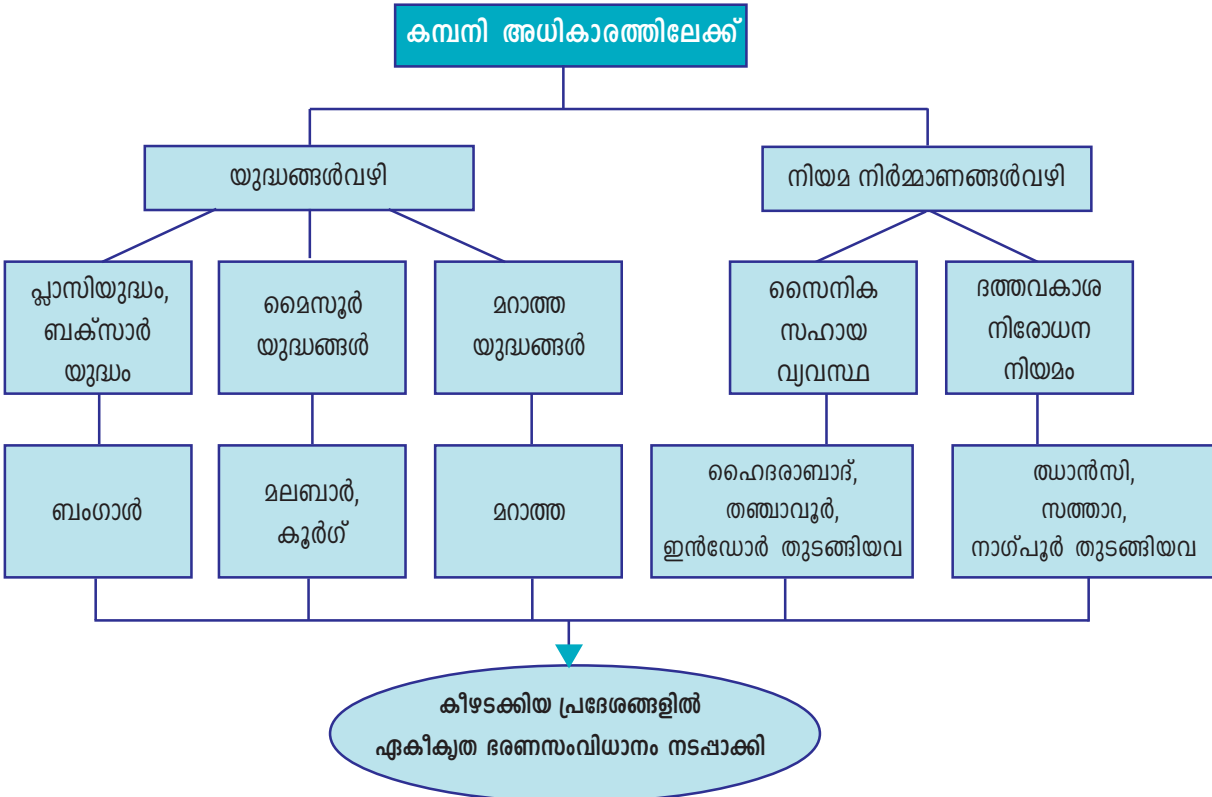 കമ്പനി അധികാരത്തിലേക്ക്
യുദ്ധങ്ങൾവഴി
നിയമ നിർമ്മാണങ്ങൾവഴി
പ്ലാസിയുദ്ധം,
ബക്സാർ
യുദ്ധം
മൈസൂർ
യുദ്ധങ്ങൾ
മറാത്ത
യുദ്ധങ്ങൾ
സൈനിക
സഹായ
വ്യവസ്ഥ
ദത്തവകാശ
നിരോധന
നിയമം
ബംഗാൾ
മലബാർ,
കൂർഗ്
മറാത്ത
ഹൈദരാബാദ്,
തഞ്ചാവൂർ,
ഇൻഡോർ തുടങ്ങിയവ
ഝാൻസി,
സത്താറ,
നാഗ്പൂർ തുടങ്ങിയവ
കീഴടക്കിയ പ്രദേശങ്ങളിൽ
ഏകീകൃത ഭരണസംവിധാനം നടപ്പാക്കി